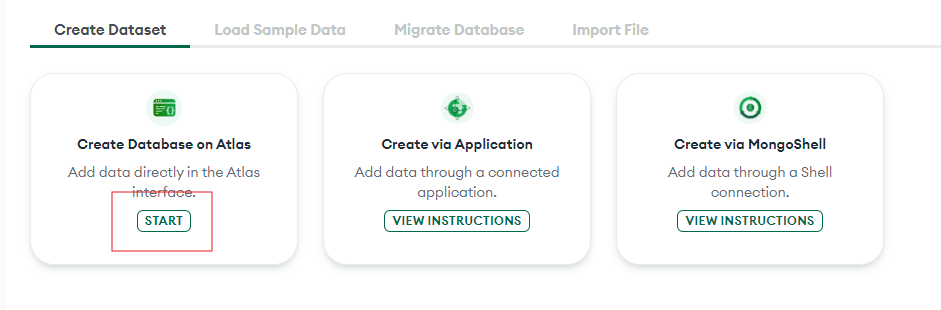 Create Dataset
Load Sample Data
Migrate Database
Import File
Create Database on Atlas
Add data directly in the Atlas
interface.
START
Create via Application
Add data through a connected
application.
VIEW INSTRUCTIONS
Create via MongoShell
Add data through a Shell
connection.
VIEW INSTRUCTIONS